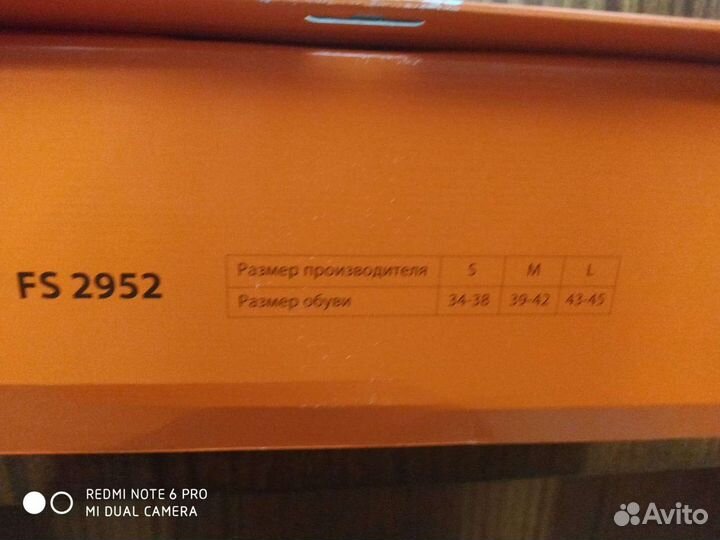 FS 2952
Размер производителя S M L
Размер обуви 34-38 39-42 43-45
REDMI NOTE 6 PRO
MI DUAL CAMERA
Avito